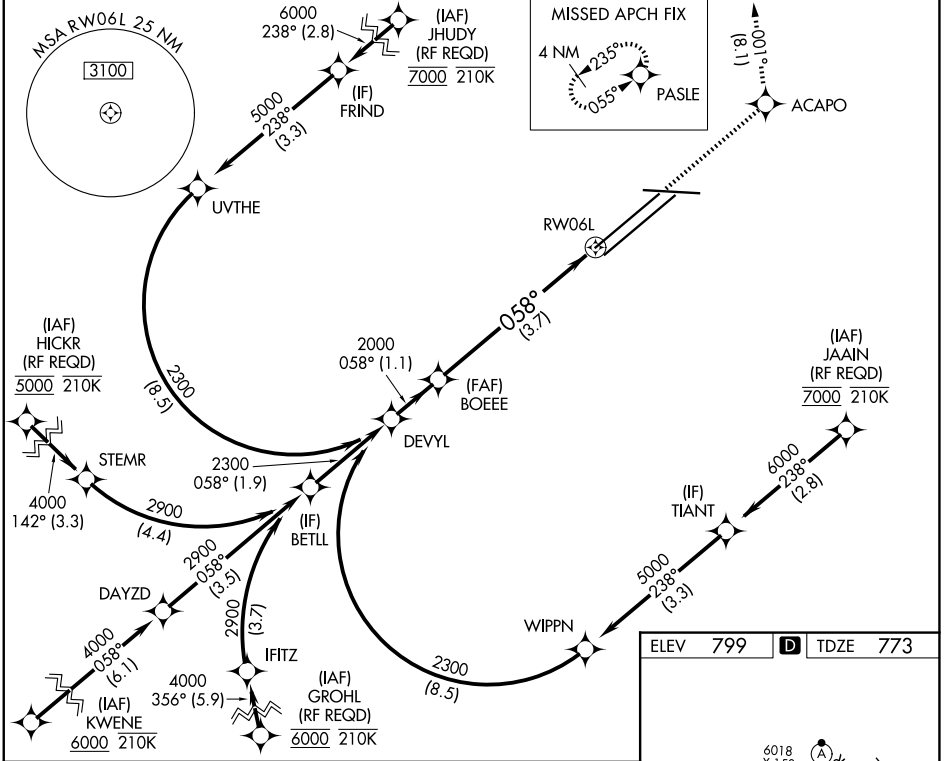 MSA RW06L 25 NM
3100
6000
238° (2.8)
(IAF)
JHUDY
(RF REQD)
7000 210K
(IF)
FRIND
5000
238°
(3.3)
UVTHE
MISSED APCH FIX
4 NM
235°
055°
PASLE
001°
(8.1)
ACAPO
RW06L
058°
(3.7)
2000
058° (1.1)
(FAF)
BOEEE
DEVYL
2300
(8.5)
(IAF)
HICKR
(RF REQD)
5000 210K
STEMR
4000
142° (3.3)
2900
(4.4)
2300
058° (1.9)
(IF)
BETLL
2900
058°
(3.5)
DAYZD
4000
058°
(6.1)
(IAF)
KWENE
6000 210K
2900
(3.7)
IFITZ
4000
356° (5.9)
(IAF)
GROHL
(RF REQD)
6000 210K
(IAF)
JAAIN
(RF REQD)
7000 210K
6000
238°
(2.8)
(IF)
TIANT
5000
238°
(3.3)
WIPPN
2300
(8.5)
ELEV 799 D TDZE 773
6018
A